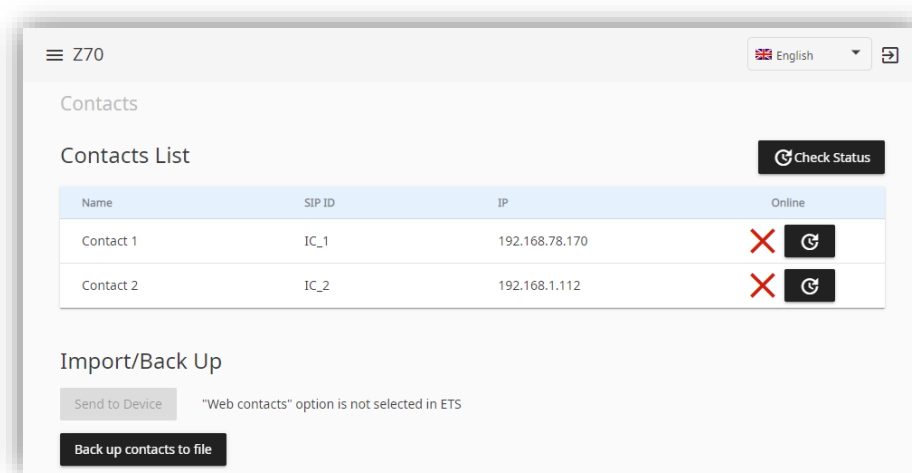 Z70
English
Contacts
Contacts List
Check Status
Name SIP ID IP Online
Contact 1 IC_1 192.168.78.170
Contact 2 IC_2 192.168.1.112
Import/Back Up
Send to Device "Web contacts" option is not selected in ETS
Back up contacts to file